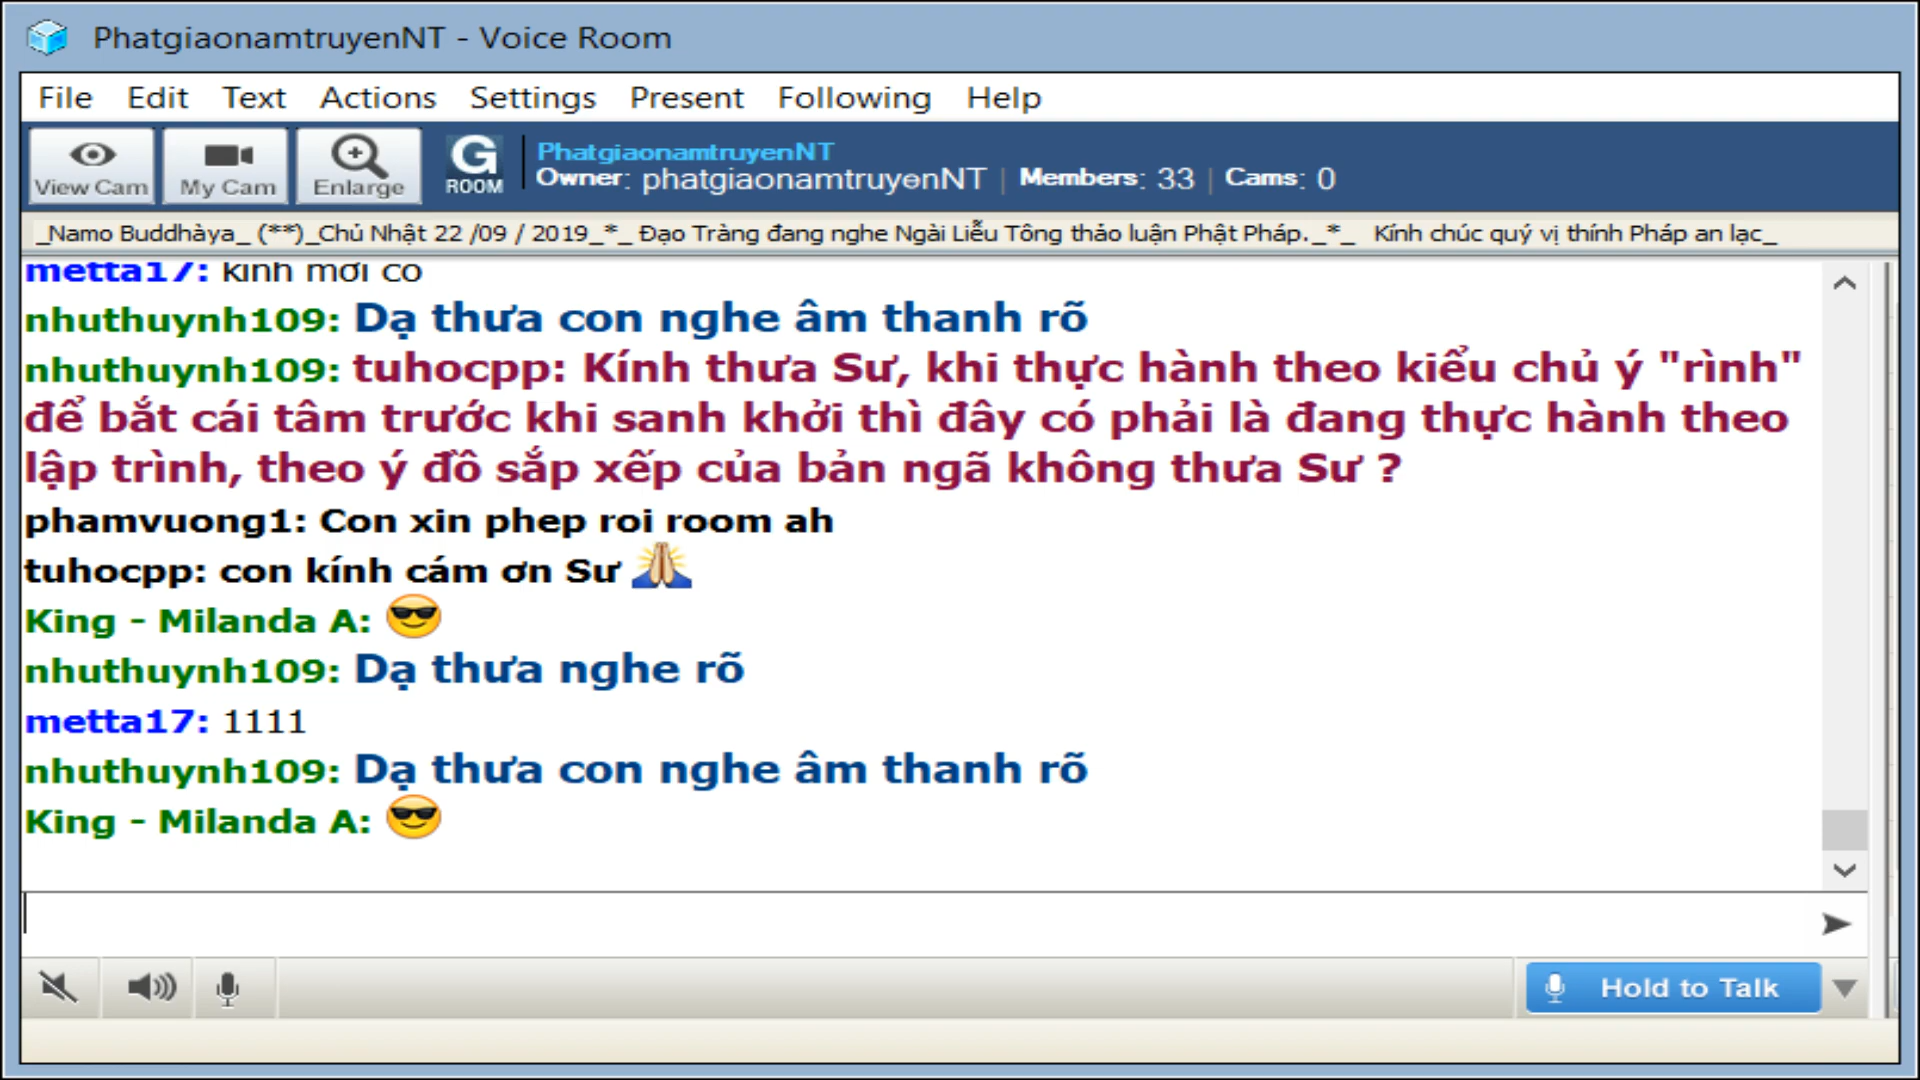 PhatgiaonamtruyenNT - Voice Room
File Edit Text Actions Settings Present Following Help
View Cam My Cam Enlarge G ROOM PhatgiaonamtruyenNT
Owner: phatgiaonamtruyenNT | Members: 33 | Cams: 0
_Namo Buddhàya_ (**)_Chủ Nhật 22 /09 / 2019_*_ Đạo Tràng đang nghe Ngài Liễu Tông thảo luận Phật Pháp._*_ Kính chúc quý vị thính Pháp an lạc_
metta17: kính mời cô
nhuthuynh109: Dạ thưa con nghe âm thanh rõ
nhuthuynh109: tuhocpp: Kính thưa Sư, khi thực hành theo kiểu chủ ý "rình"
để bắt cái tâm trước khi sanh khởi thì đây có phải là đang thực hành theo
lập trình, theo ý đồ sắp xếp của bản ngã không thưa Sư ?
phamvuong1: Con xin phep roi room ah
tuhocpp: con kính cám ơn Sư 🙏
King - Milanda A: 😎
nhuthuynh109: Dạ thưa nghe rõ
metta17: 1111
nhuthuynh109: Dạ thưa con nghe âm thanh rõ
King - Milanda A: 😎
Hold to Talk